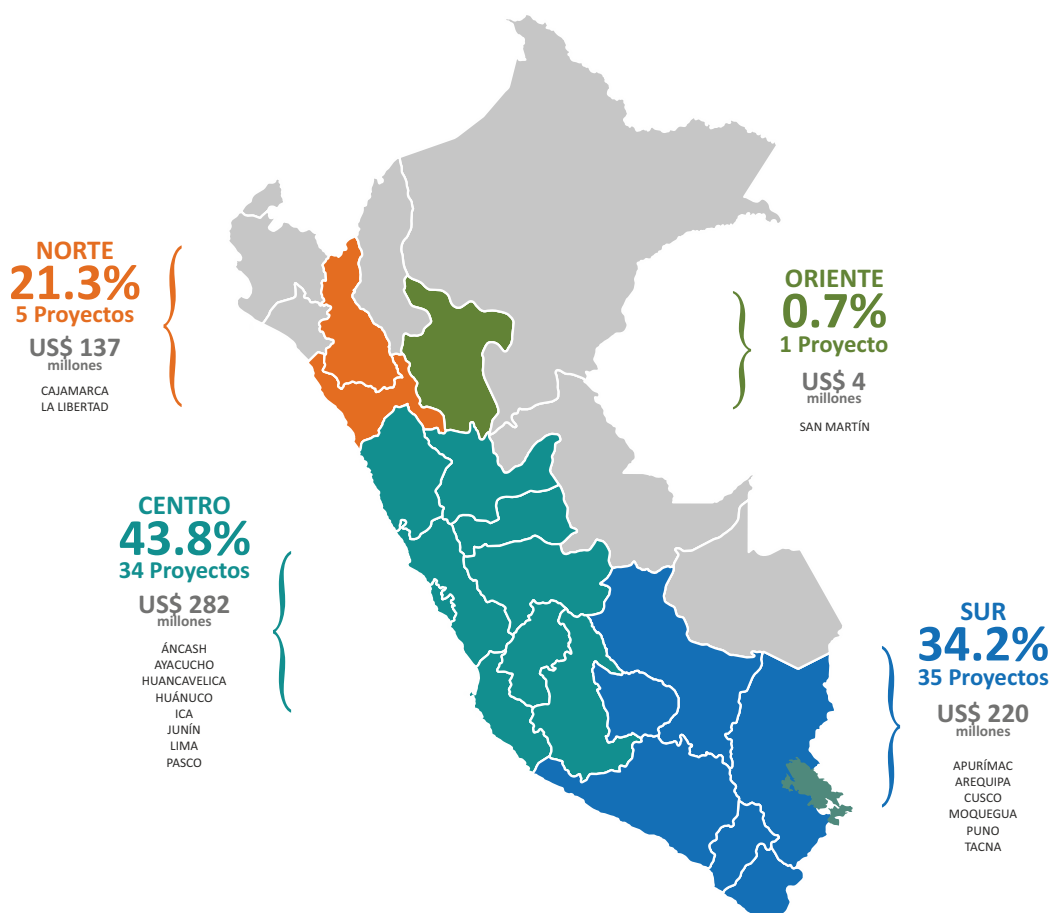 NORTE
21.3%
5 Proyectos
US$ 137
millones
CAJAMARCA
LA LIBERTAD
ORIENTE
0.7%
1 Proyecto
US$ 4
millones
SAN MARTÍN
CENTRO
43.8%
34 Proyectos
US$ 282
millones
ÁNCASH
AYACUCHO
HUANCAVELICA
HUÁNUCO
ICA
JUNÍN
LIMA
PASCO
SUR
34.2%
35 Proyectos
US$ 220
millones
APURÍMAC
AREQUIPA
CUSCO
MOQUEGUA
PUNO
TACNA